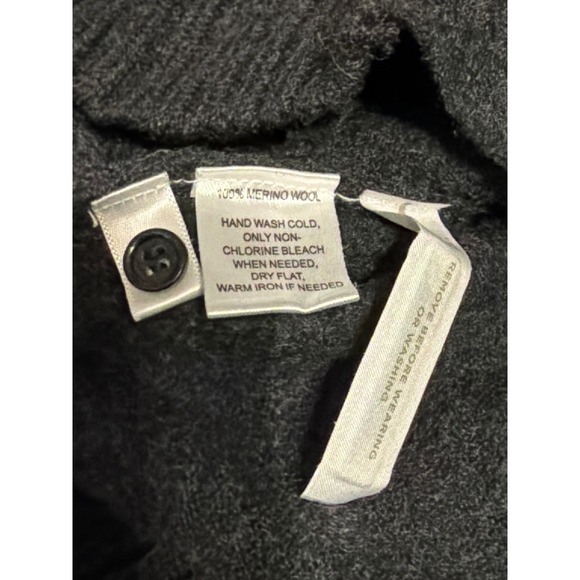 100% MERINO WOOL
HAND WASH COLD,
ONLY NON-
CHLORINE BLEACH
WHEN NEEDED,
DRY FLAT,
WARM IRON IF NEEDED
REMOVE BEFORE WEARING
OR WASHING